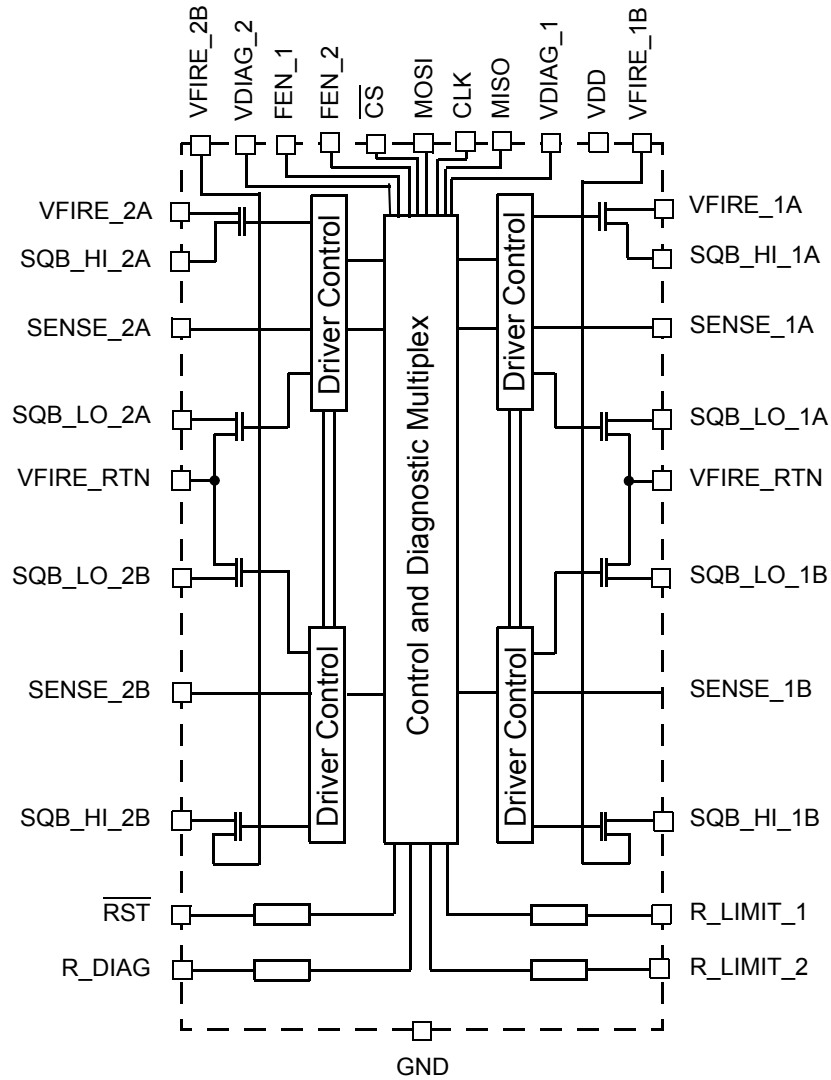 VFIRE_2B
VDIAG_2
FEN_1
FEN_2
C̅S̅
MOSI
CLK
MISO
VDIAG_1
VDD
VFIRE_1B
VFIRE_2A
SQB_HI_2A
SENSE_2A
SQB_LO_2A
VFIRE_RTN
SQB_LO_2B
SENSE_2B
SQB_HI_2B
R̅S̅T̅
R_DIAG
Driver Control
Driver Control
Control and Diagnostic Multiplex
Driver Control
Driver Control
VFIRE_1A
SQB_HI_1A
SENSE_1A
SQB_LO_1A
VFIRE_RTN
SQB_LO_1B
SENSE_1B
SQB_HI_1B
R_LIMIT_1
R_LIMIT_2
GND